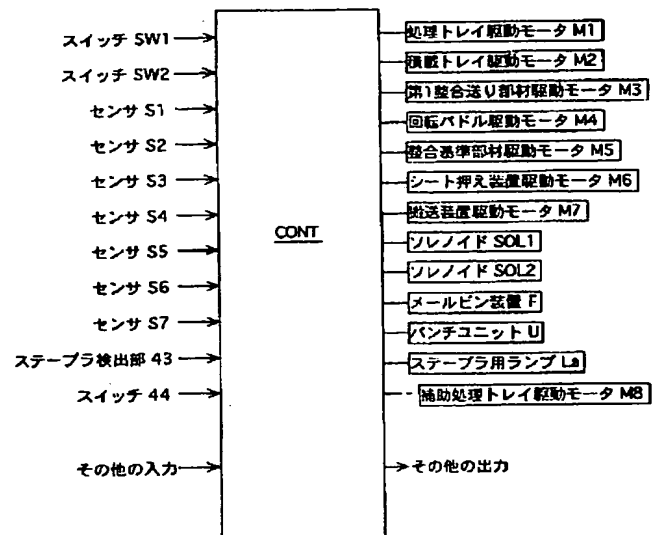 スイッチ SW1
スイッチ SW2
センサ S1
センサ S2
センサ S3
センサ S4
センサ S5
センサ S6
センサ S7
ステープラ検出部 43
スイッチ 44
その他の入力
CONT
処理トレイ駆動モータ M1
積載トレイ駆動モータ M2
第1整合送り部材駆動モータ M3
回転パドル駆動モータ M4
整合基準部材駆動モータ M5
シート押え装置駆動モータ M6
搬送装置駆動モータ M7
ソレノイド SOL1
ソレノイド SOL2
メールビン装置 F
パンチユニット U
ステープラ用ランプ La
補助処理トレイ駆動モータ M8
その他の出力